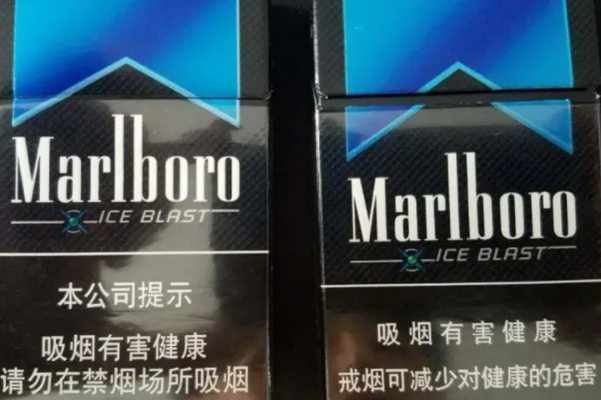 Marlboro
ICE BLAST
本公司提示
吸烟有害健康
请勿在禁烟场所吸烟
Marlboro
ICE BLAST
吸烟有害健康
戒烟可减少对健康的危害